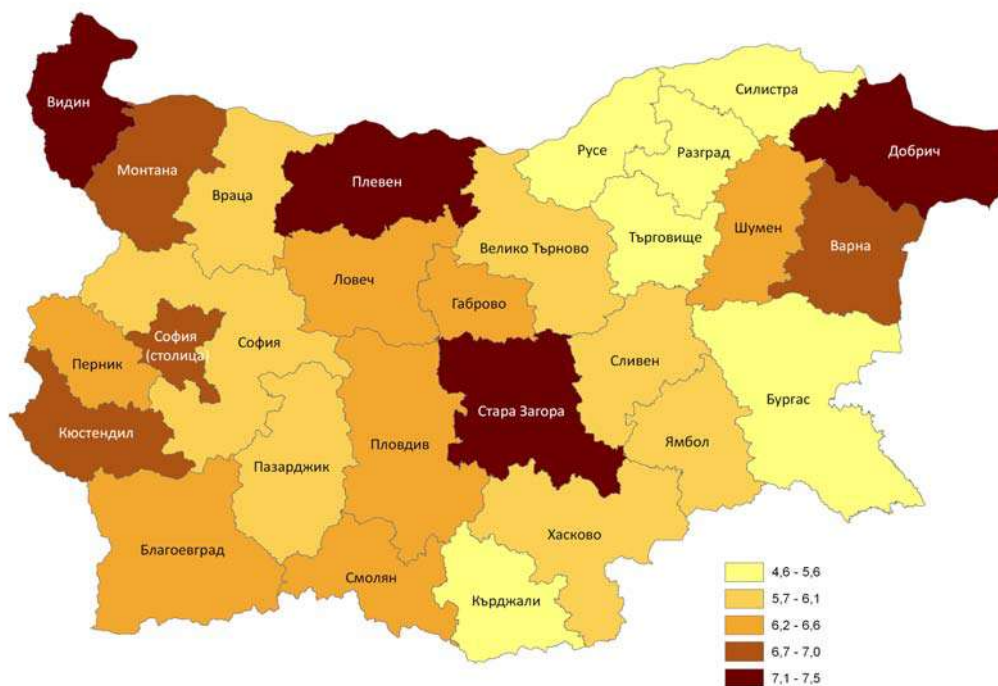 Видин
Монтана
Враца
Плевен
Русе
Силистра
Разград
Добрич
Търговище
Шумен
Варна
Велико Търново
Ловеч
Габрово
София
(столица)
София
Перник
Кюстендил
Пазарджик
Пловдив
Стара Загора
Сливен
Ямбол
Бургас
Благоевград
Смолян
Хасково
Кърджали
4,6 - 5,6
5,7 - 6,1
6,2 - 6,6
6,7 - 7,0
7,1 - 7,5